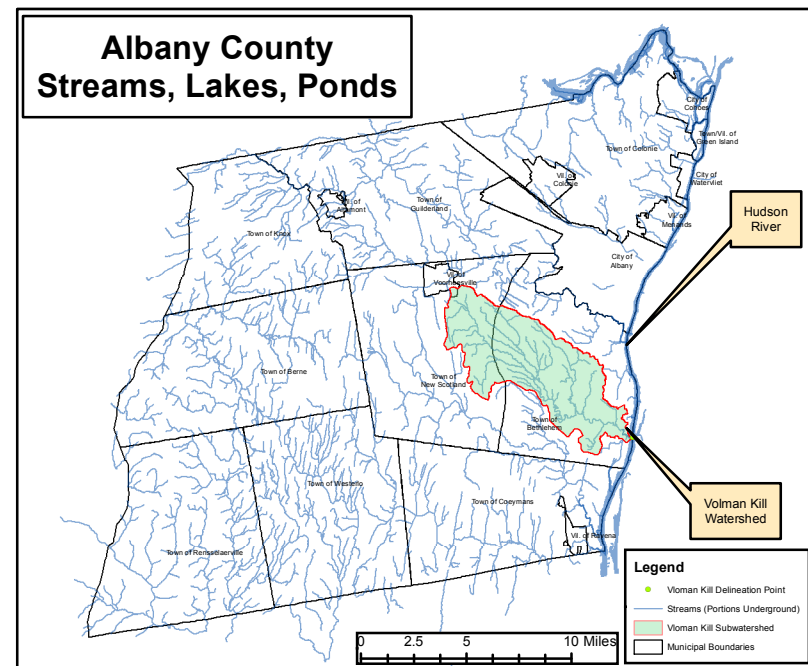 Albany County
Streams, Lakes, Ponds
City of
Cohoes
Town/Vil. of
Green Island
Town of Colonie
City of
Watervliet
Vil. of
Colonie
Vil. of
Altamont
Town of
Guilderland
Vil. of
Menands
Hudson
River
Town of Knox
City of
Albany
Vil. of
Voorheesville
Town of Berne
Town of
New Scotland
Town of
Bethlehem
Town of Westerlo
Town of Coeymans
Volman Kill
Watershed
Vil. of Ravena
Town of Rensselaerville
Legend
Vloman Kill Delineation Point
Streams (Portions Underground)
Vloman Kill Subwatershed
Municipal Boundaries
0 2.5 5 10 Miles